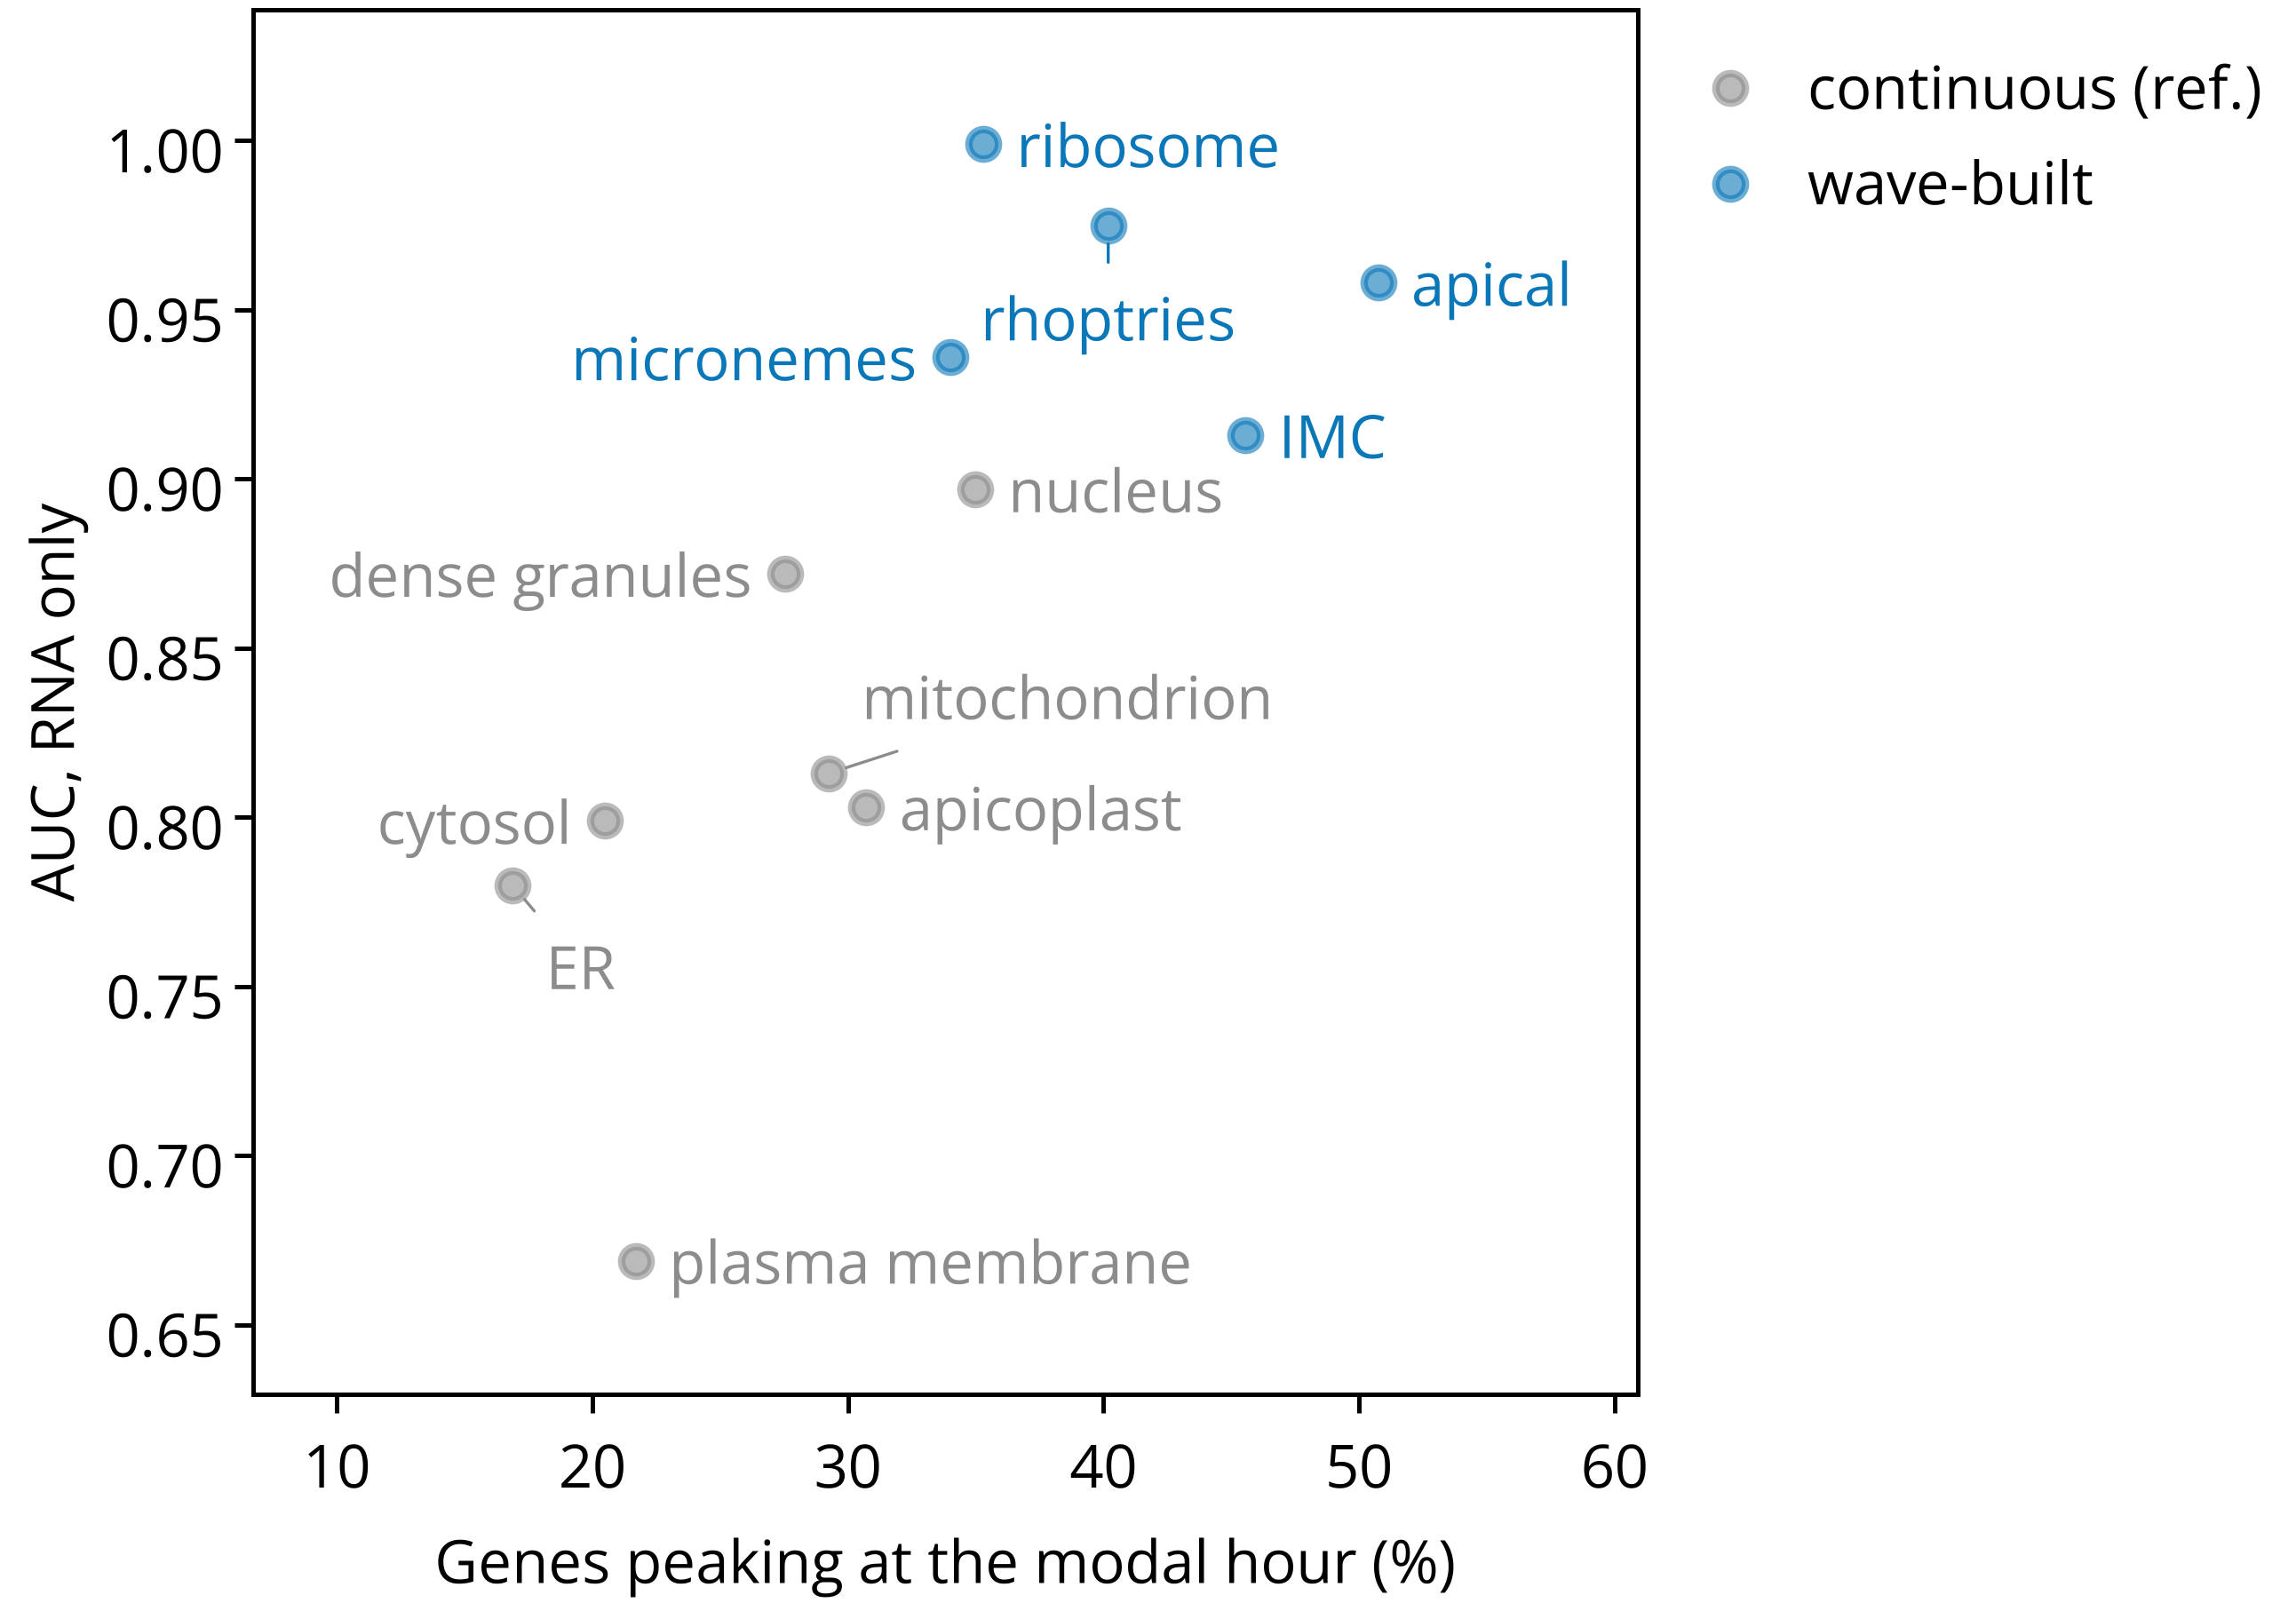 continuous (ref.)
wave-built
AUC, RNA only
1.00
0.95
0.90
0.85
0.80
0.75
0.70
0.65
ribosome
rhoptries
apical
micronemes
IMC
nucleus
dense granules
mitochondrion
apicoplast
cytosol
ER
plasma membrane
10 20 30 40 50 60
Genes peaking at the modal hour (%)